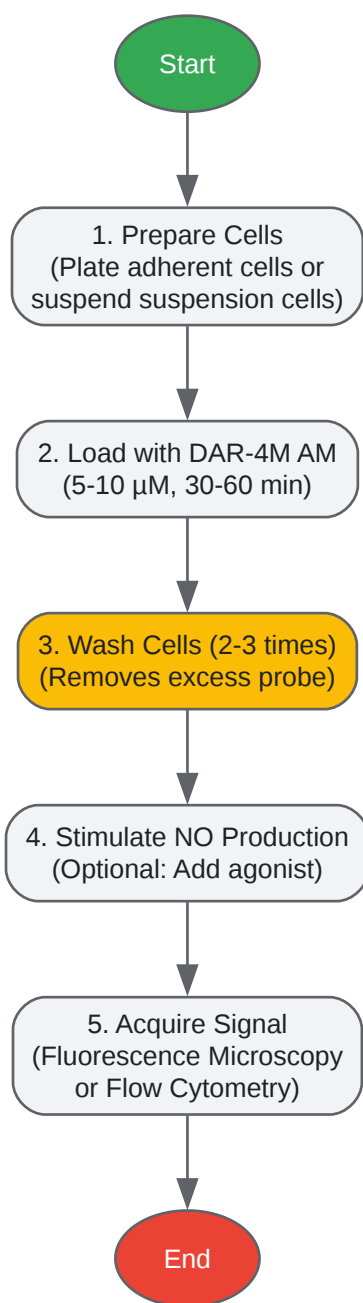 Start
1. Prepare Cells
(Plate adherent cells or
suspend suspension cells)
2. Load with DAR-4M AM
(5-10 µM, 30-60 min)
3. Wash Cells (2-3 times)
(Removes excess probe)
4. Stimulate NO Production
(Optional: Add agonist)
5. Acquire Signal
(Fluorescence Microscopy
or Flow Cytometry)
End